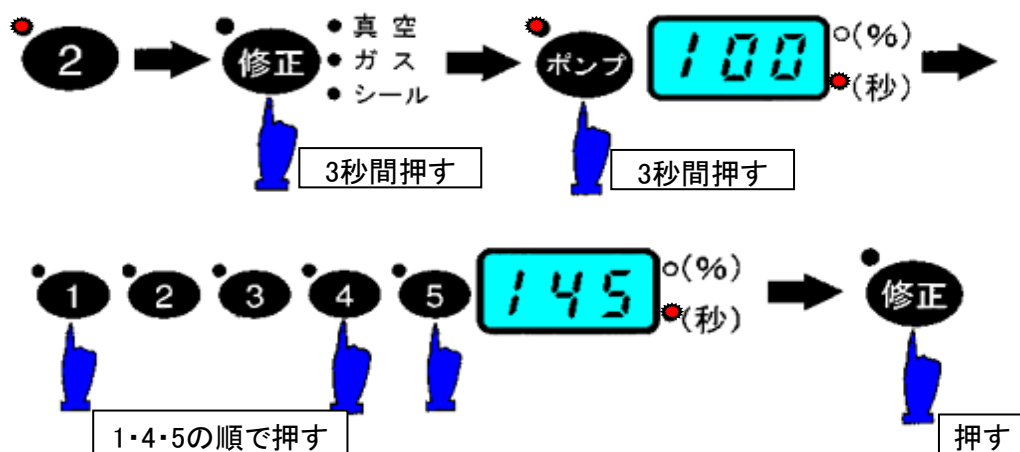 2
修正
真空
ガス
シール
3秒間押す
ポンプ
100
(%)
(秒)
3秒間押す
1 2 3 4 5
145
(%)
(秒)
1・4・5の順で押す
修正
押す